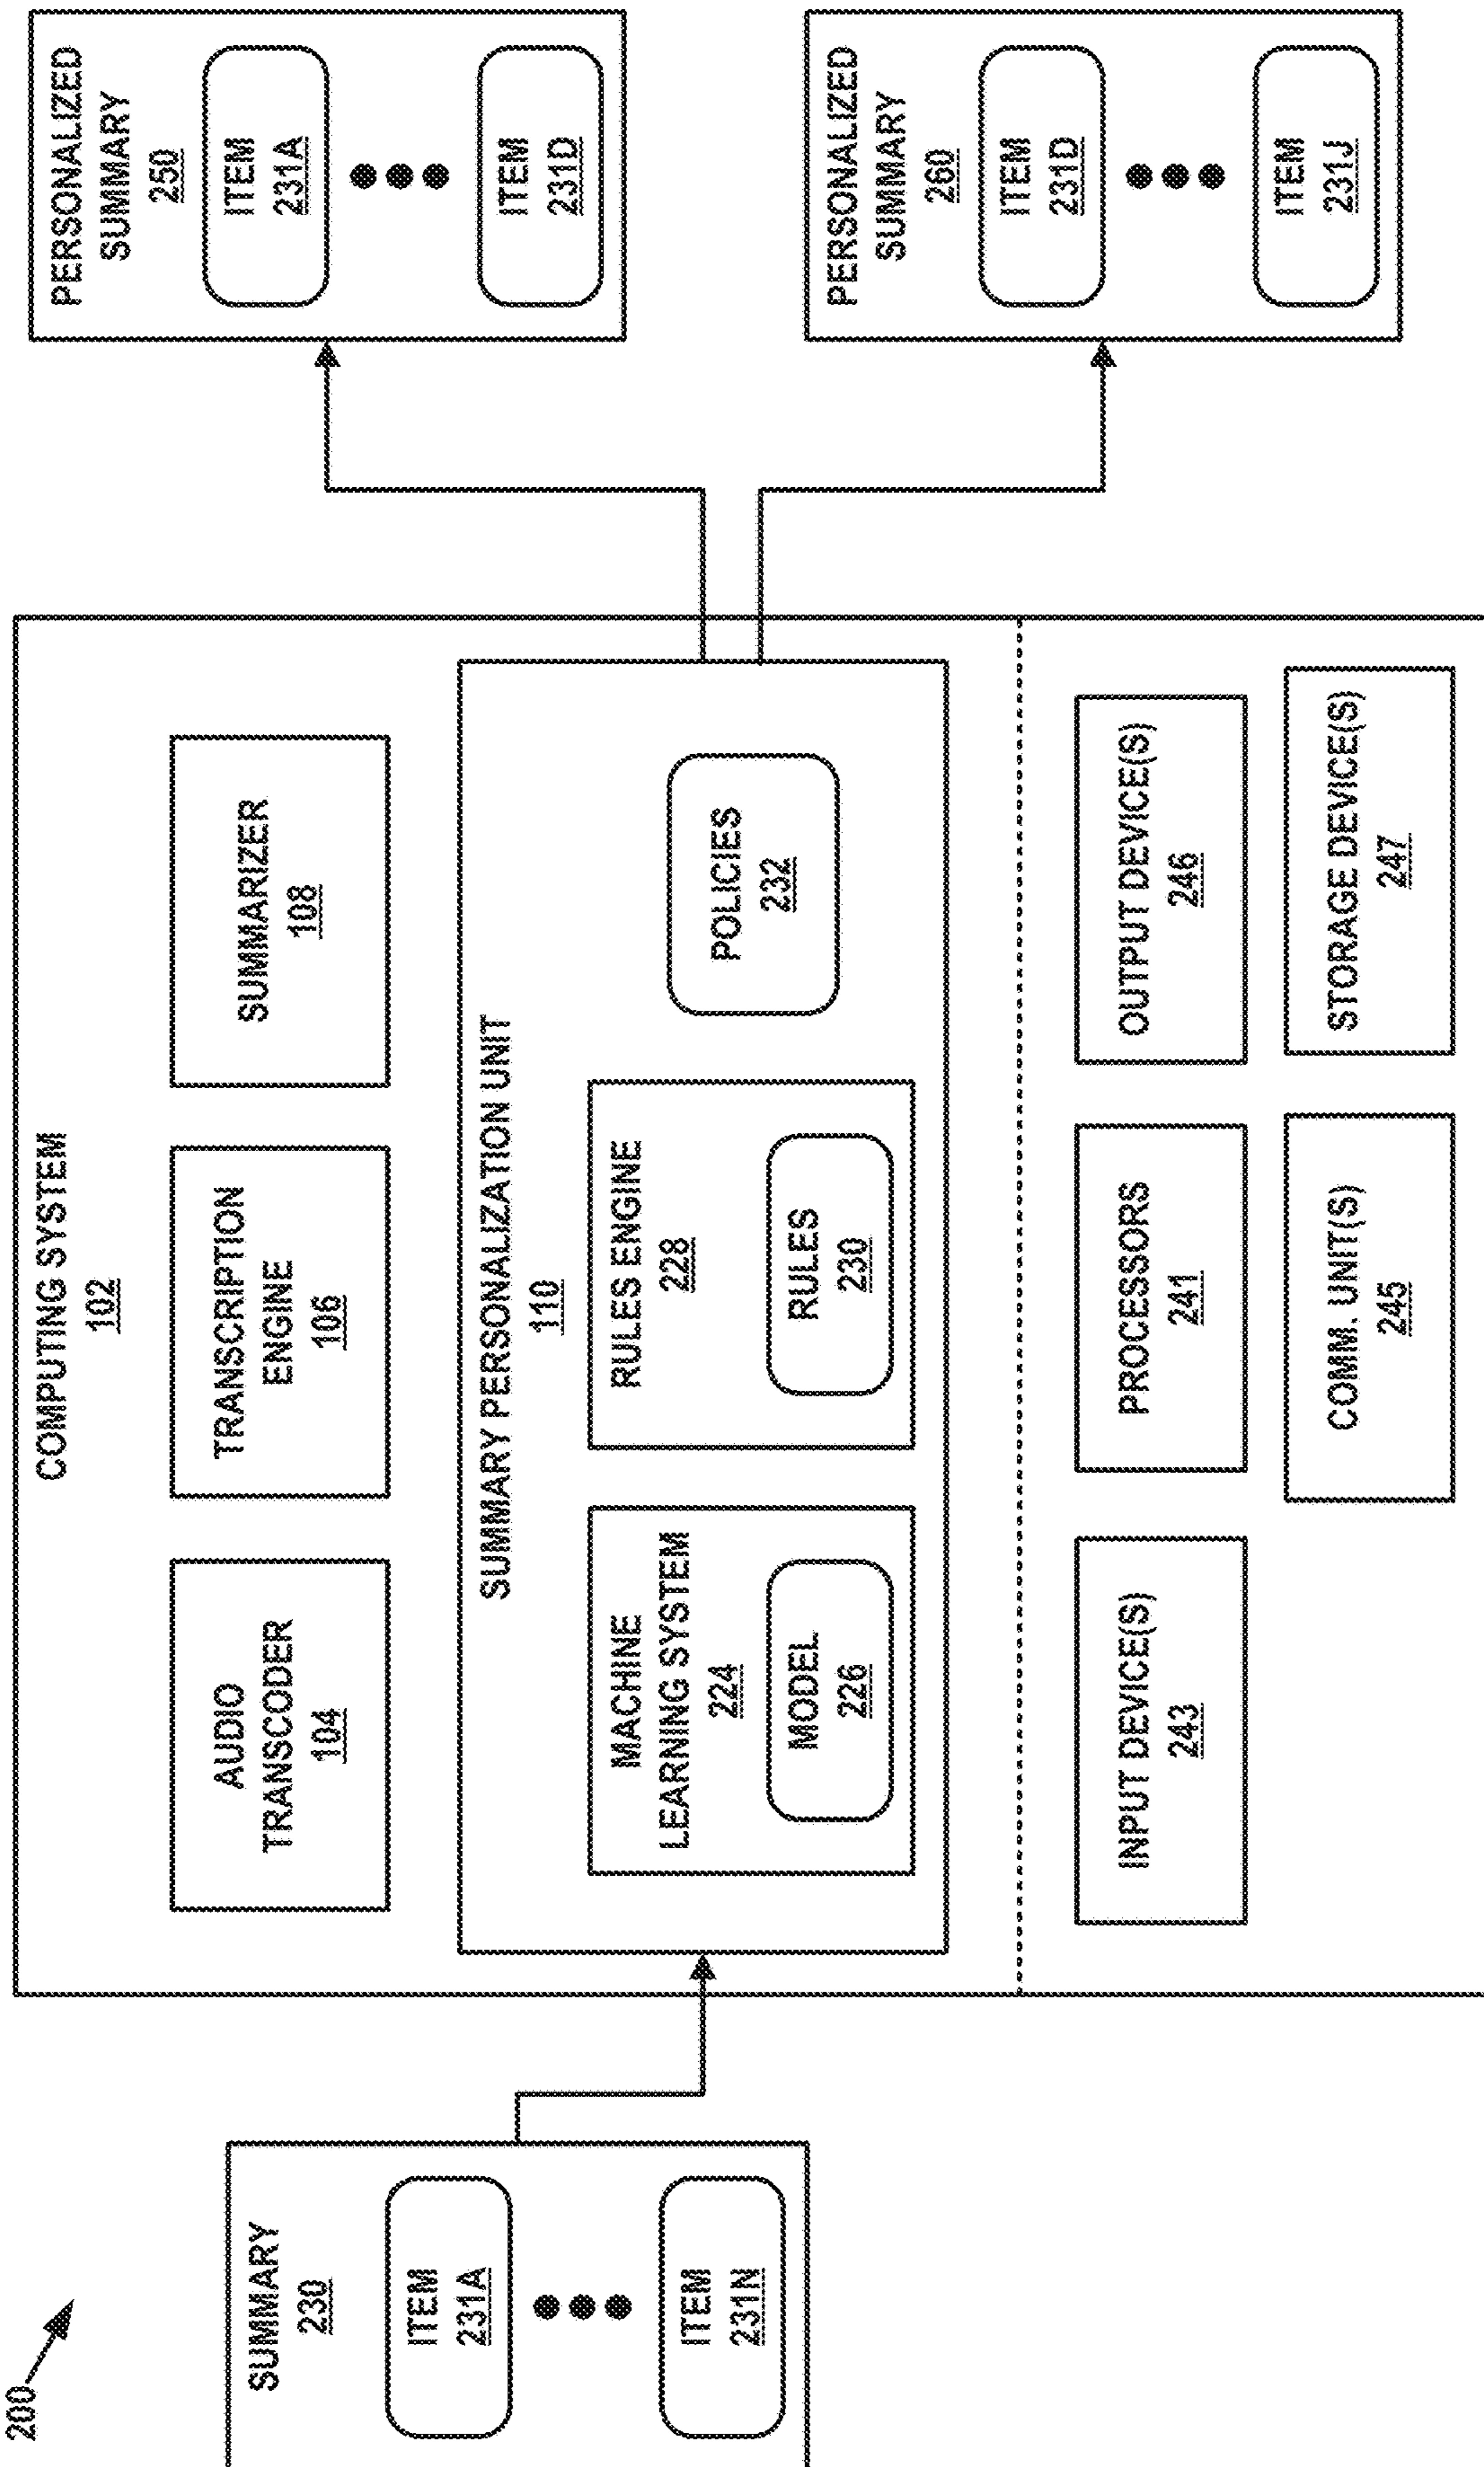 200
SUMMARY
230
ITEM
231A
ITEM
231N
COMPUTING SYSTEM
102
AUDIO
TRANSCODER
104
TRANSCRIPTION
ENGINE
106
SUMMARIZER
108
SUMMARY PERSONALIZATION UNIT
110
MACHINE
LEARNING SYSTEM
224
MODEL
226
RULES ENGINE
228
RULES
230
POLICIES
232
INPUT DEVICE(S)
243
PROCESSORS
241
OUTPUT DEVICE(S)
246
COMM. UNIT(S)
245
STORAGE DEVICE(S)
247
PERSONALIZED
SUMMARY
250
ITEM
231A
ITEM
231D
PERSONALIZED
SUMMARY
260
ITEM
231D
ITEM
231J